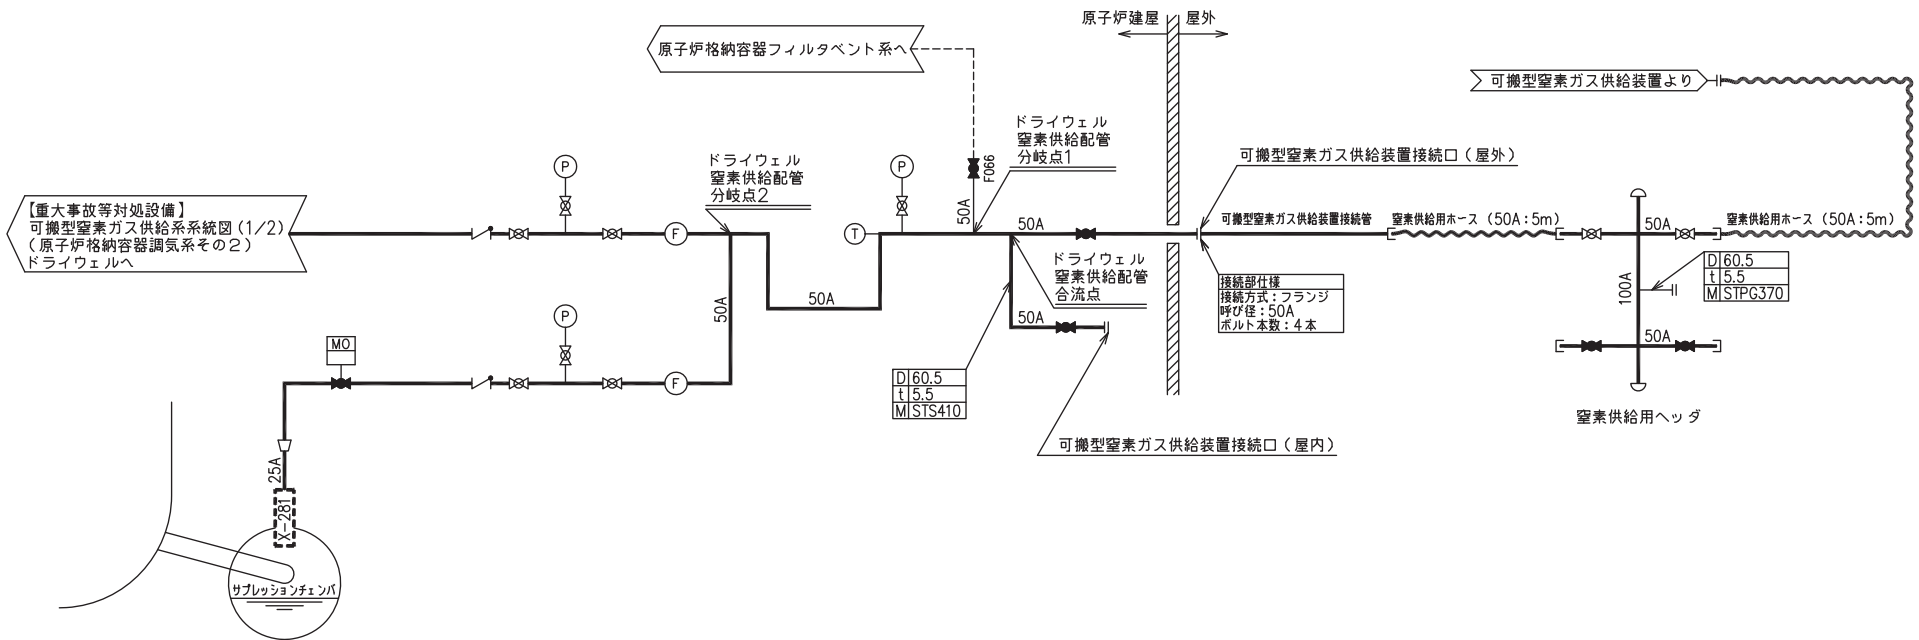 原子炉建屋
屋外
原子炉格納容器フィルタベント系へ
可搬型窒素ガス供給装置より
ドライウェル
窒素供給配管
分岐点1
F066
50A
P
P
ドライウェル
窒素供給配管
分岐点2
可搬型窒素ガス供給装置接続口(屋外)
【重大事故等対処設備】
可搬型窒素ガス供給系系統図(1/2)
(原子炉格納容器調気系その2)
ドライウェルへ
F
T
50A
可搬型窒素ガス供給装置接続管
窒素供給用ホース(50A:5m)
50A
窒素供給用ホース(50A:5m)
ドライウェル
窒素供給配管
合流点
D 60.5
t 5.5
M STPG370
接続部仕様
接続方式:フランジ
呼び径:50A
ボルト本数:4本
100A
50A
50A
50A
P
50A
MO
F
D 60.5
t 5.5
M STS410
窒素供給用ヘッダ
可搬型窒素ガス供給装置接続口(屋内)
25A
X-281
サプレッションチェンバ